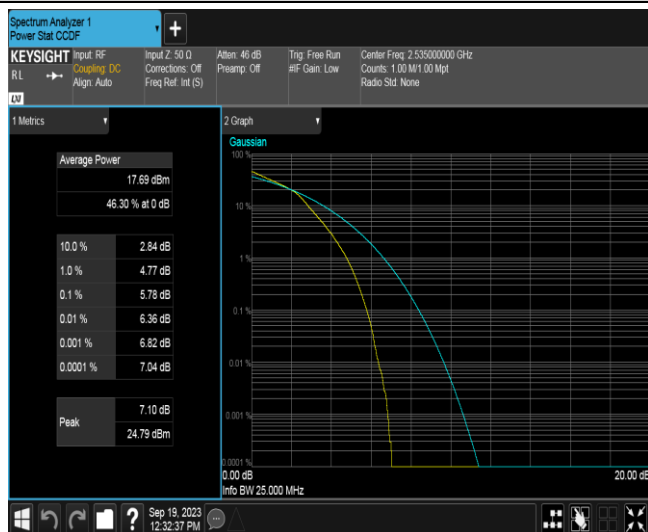 Spectrum Analyzer 1
Power Stat CCDF
+
KEYSIGHT
RL
LXI
Input: RF
Coupling: DC
Align: Auto
Input Z: 50 Ω
Corrections: Off
Freq Ref: Int (S)
Atten: 46 dB
Preamp: Off
Trig: Free Run
#IF Gain: Low
Center Freq: 2.535000000 GHz
Counts: 1.00 M/1.00 Mpt
Radio Std: None
1 Metrics
Average Power
17.69 dBm
46.30 % at 0 dB
10.0 % 2.84 dB
1.0 % 4.77 dB
0.1 % 5.78 dB
0.01 % 6.36 dB
0.001 % 6.82 dB
0.0001 % 7.04 dB
Peak
7.10 dB
24.79 dBm
2 Graph
Gaussian
100 %
10 %
1 %
0.1 %
0.01 %
0.001 %
0.0001 %
0.00 dB
20.00 dB
Info BW 25.000 MHz
?
Sep 19, 2023
12:32:37 PM